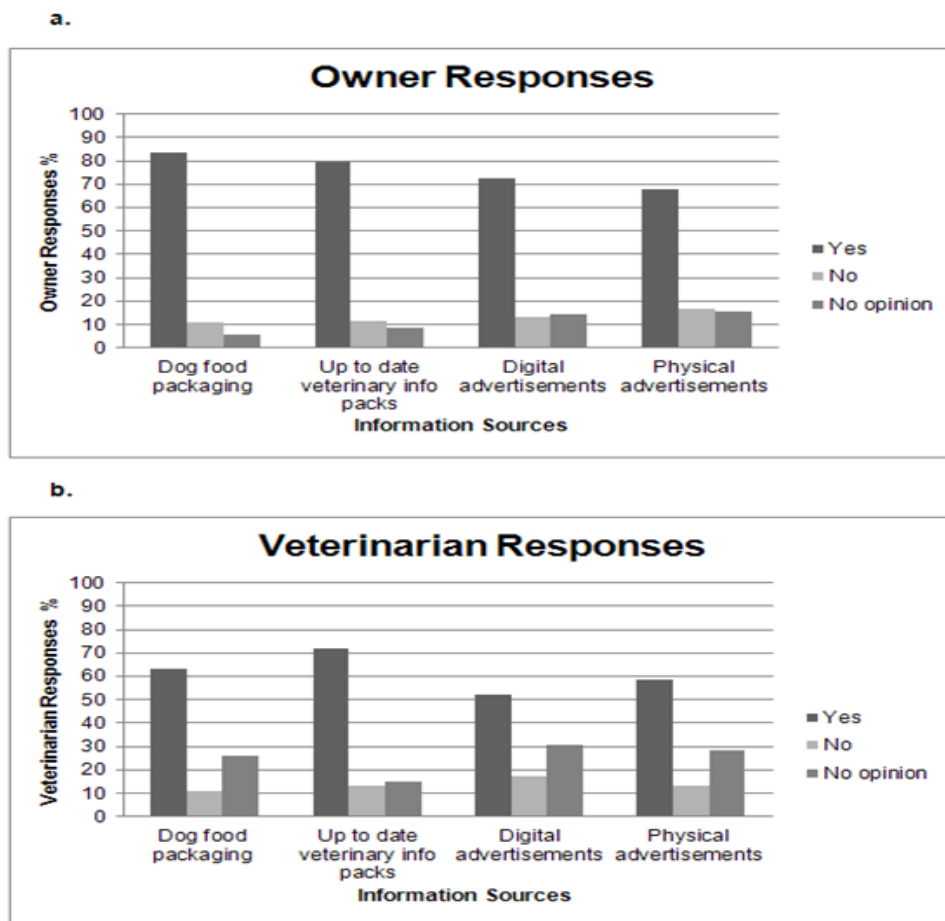 a.
Owner Responses
Owner Responses %
100
90
80
70
60
50
40
30
20
10
0
Dog food
packaging
Up to date
veterinary info
packs
Digital
advertisements
Physical
advertisements
Information Sources
Yes
No
No opinion
b.
Veterinarian Responses
Veterinarian Responses %
100
90
80
70
60
50
40
30
20
10
0
Dog food
packaging
Up to date
veterinary info
packs
Digital
advertisements
Physical
advertisements
Information Sources
Yes
No
No opinion